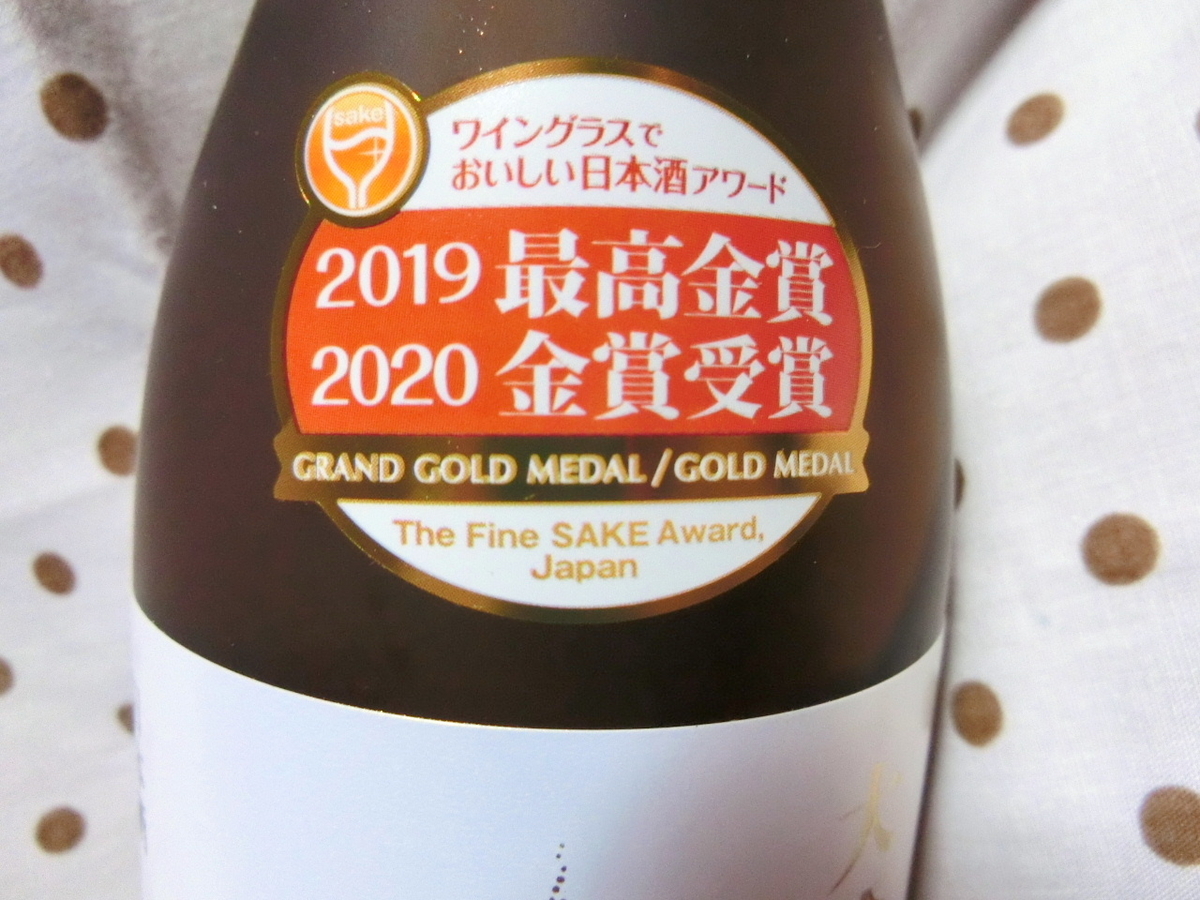 sake
ワイングラスで
おいしい日本酒アワード
2019 最高金賞
2020 金賞受賞
GRAND GOLD MEDAL / GOLD MEDAL
The Fine SAKE Award,
Japan